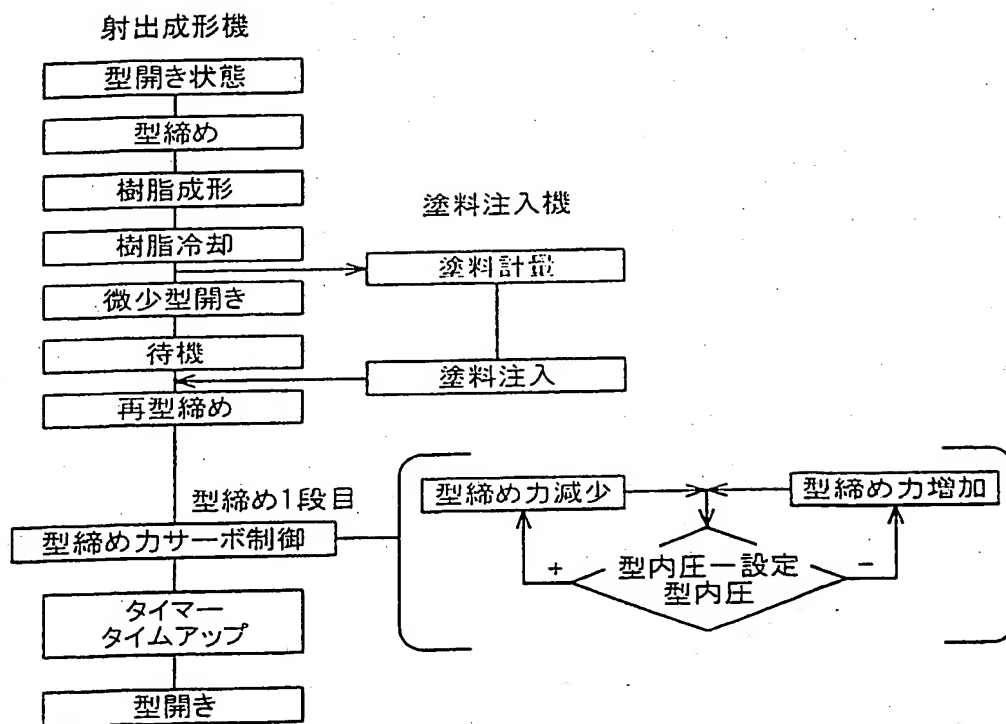 射出成形機
型開き状態
型締め
樹脂成形
樹脂冷却
微少型開き
待機
再型締め
塗料注入機
塗料計量
塗料注入
型締め1段目
型締め力サーボ制御
タイマー
タイムアップ
型開き
型締め力減少
型締め力増加
+
型内圧ー設定
型内圧
-